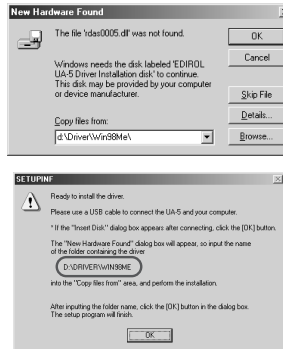 New Hardware Found
The file 'rdas0005.df' was not found.
Windows needs the disk labeled 'EDIROL
UA-5 Driver Installation disk' to continue.
This disk may be provided by your computer
or device manufacturer.
Copy files from:
d:\Driver\Win98Me\
OK
Cancel
Skip File
Details...
Browse...
SETUPINF
Ready to install the driver.
Please use a USB cable to connect the UA-5 and your computer.
* If the "Insert Disk" dialog box appears after connecting, click the [OK] button.
The "New Hardware Found" dialog box will appear, so input the name
of the folder containing the driver
D:\DRIVER\WIN98ME
into the "Copy files from" area, and perform the installation.
After inputting the folder name, click the [OK] button in the dialog box.
The setup program will finish.
OK